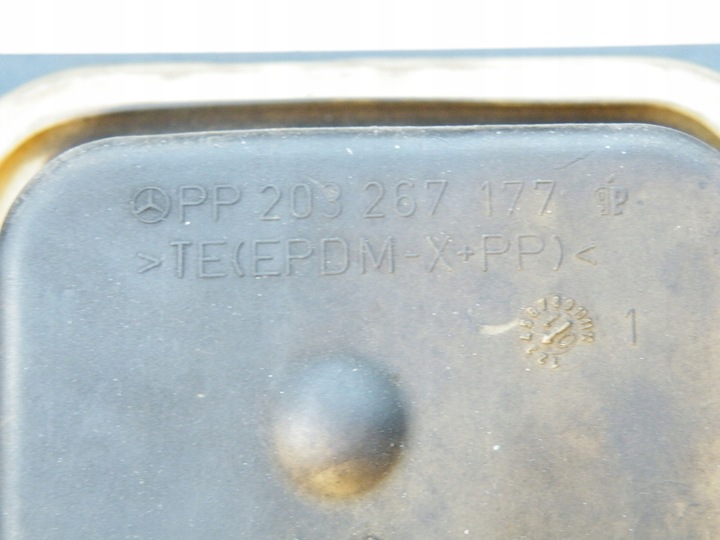 PP 203 267 177
>TE(EPDM-X+PP)<
1